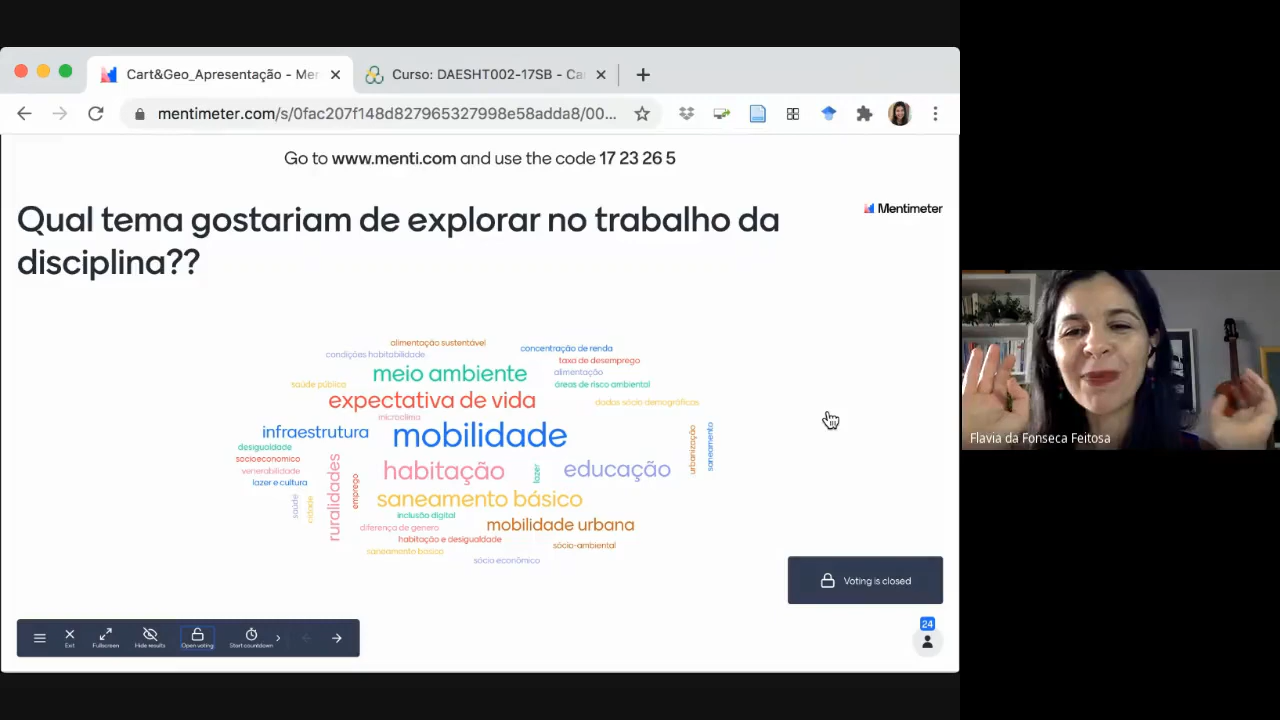 Cart&Geo_Apresentação - Mer
Curso: DAESHT002-17SB - Car
mentimeter.com/s/0fac207f148d827965327998e58adda8/00...
Go to www.menti.com and use the code 17 23 26 5
Qual tema gostariam de explorar no trabalho da
disciplina??
Mentimeter
alimentação sustentável
condições habitabilidade
concentração de renda
taxa de desemprego
meio ambiente
alimentação
saúde pública
áreas de risco ambiental
expectativa de vida
dados sócio demográficos
microclima
infraestrutura
mobilidade
urbanização
saneamento
desigualdade
socioeconomico
venerabilidade
habitação
lazer
educação
lazer e cultura
ruralidades
emprego
saúde
saneamento básico
inclusão digital
diferença de genero
mobilidade urbana
habitação e desigualdade
sócio-ambiental
saneamento basico
sócio econômico
Voting is closed
Exit
Fullscreen
Hide results
Open voting
Start countdown
24
Flavia da Fonseca Feitosa